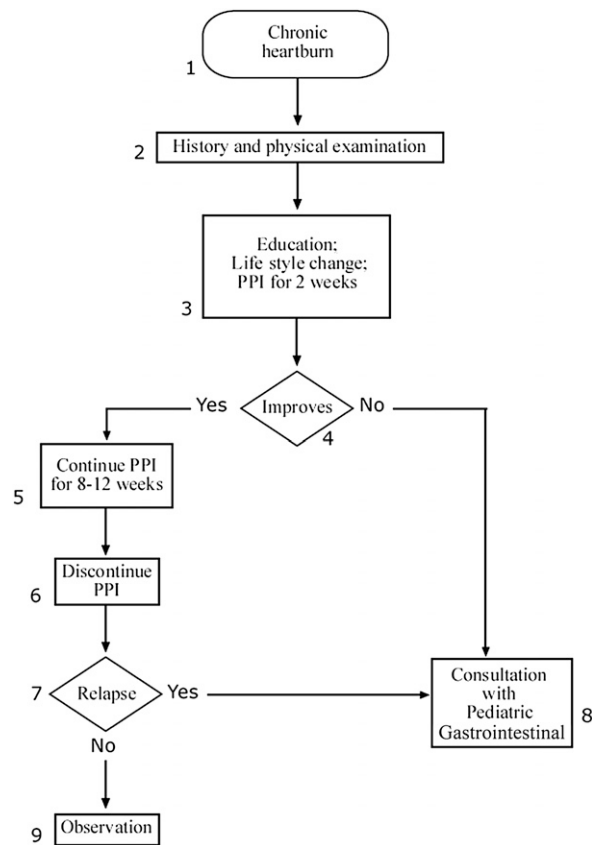 Chronic
heartburn
1
2
History and physical examination
Education;
Life style change;
PPI for 2 weeks
3
Yes
Improves
No
4
Continue PPI
for 8-12 weeks
5
Discontinue
PPI
6
7
Relapse
Yes
Consultation
with
Pediatric
Gastrointestinal
8
No
9
Observation